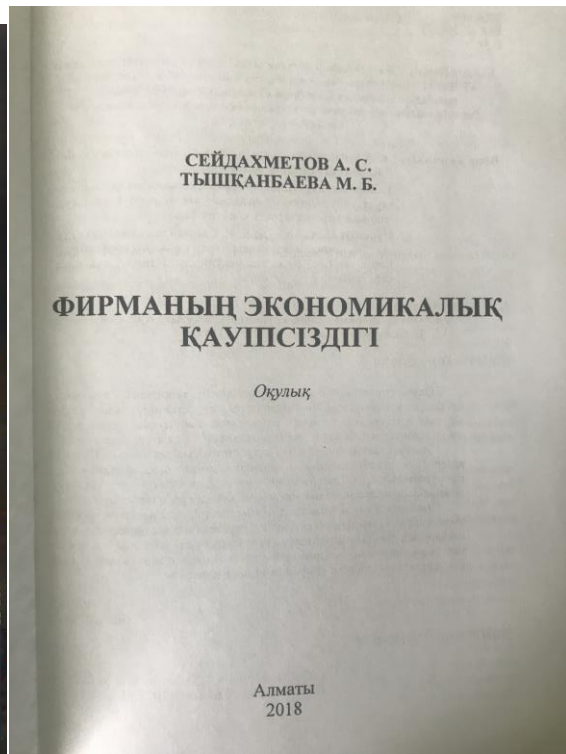 СЕЙДАХМЕТОВ А. С.
ТЫШҚАНБАЕВА М. Б.
ФИРМАНЫҢ ЭКОНОМИКАЛЫҚ
ҚАУІПСІЗДІГІ
Оқулық
Алматы
2018